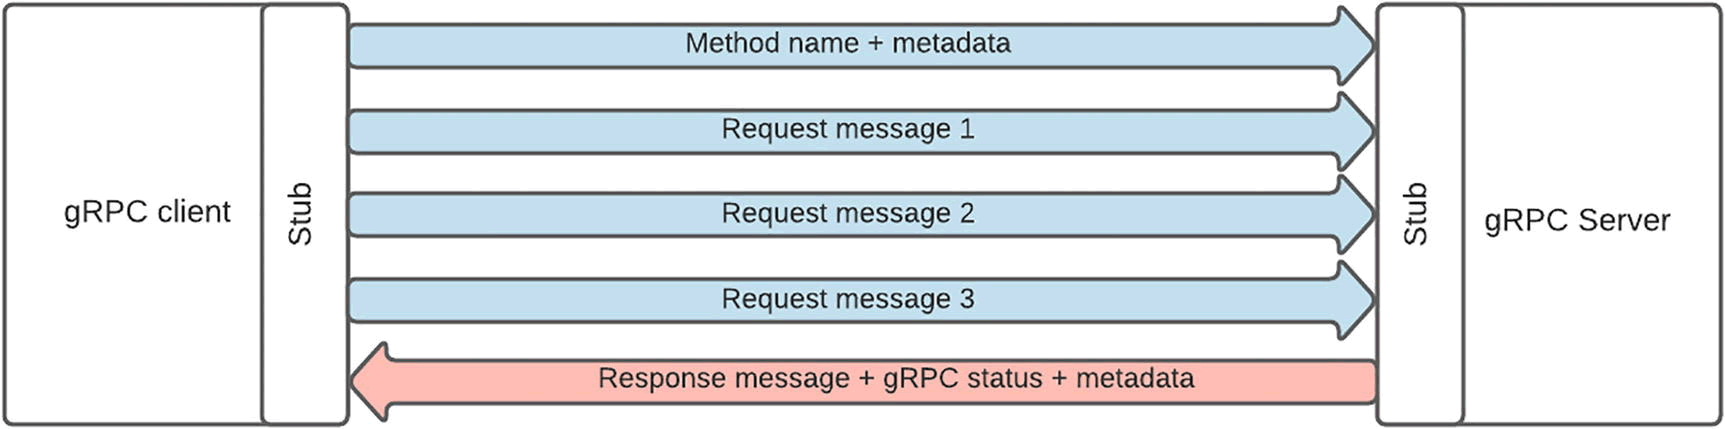 gRPC client
Stub
Method name + metadata
Request message 1
Request message 2
Request message 3
Response message + gRPC status + metadata
Stub
gRPC Server